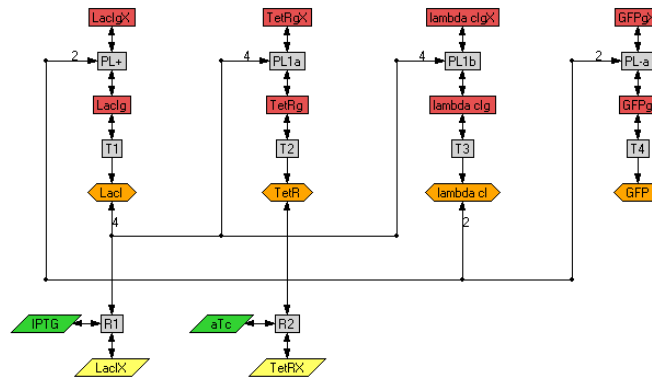 LacIgX TetRgX lambda cIgX GFPgX
2 PL+ 4 PL1a 4 PL1b 2 PL-a
LacIg TetRg lambda cIg GFPg
T1 T2 T3 T4
LacI TetR lambda cI GFP
4 2
IPTG R1 aTc R2
LacIX TetRX